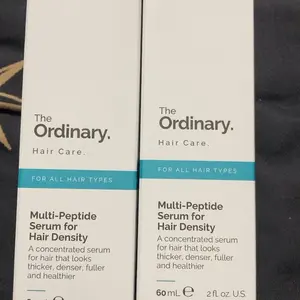 The
Ordinary.
Hair Care.
FOR ALL HAIR TYPES
Multi-Peptide
Serum for
Hair Density
A concentrated serum
for hair that looks
thicker, denser, fuller
and healthier
The
Ordinary.
Hair Care.
FOR ALL HAIR TYPES
Multi-Peptide
Serum for
Hair Density
A concentrated serum
for hair that looks
thicker, denser, fuller
and healthier
60 mL e 2 fl. oz. U.S.